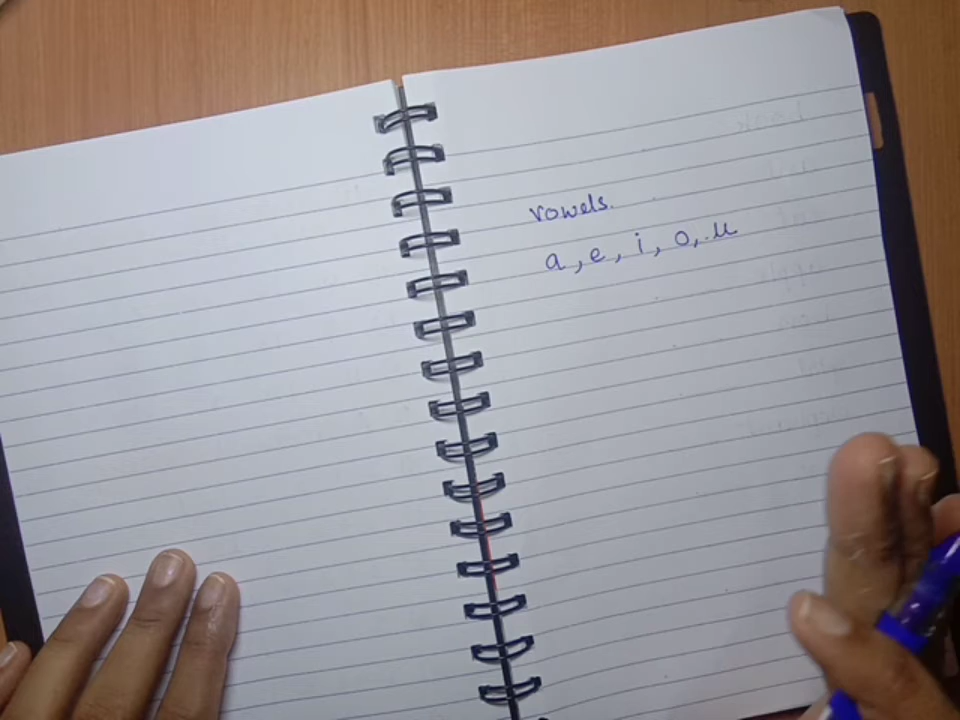 vowels.
a, e, i, o, u